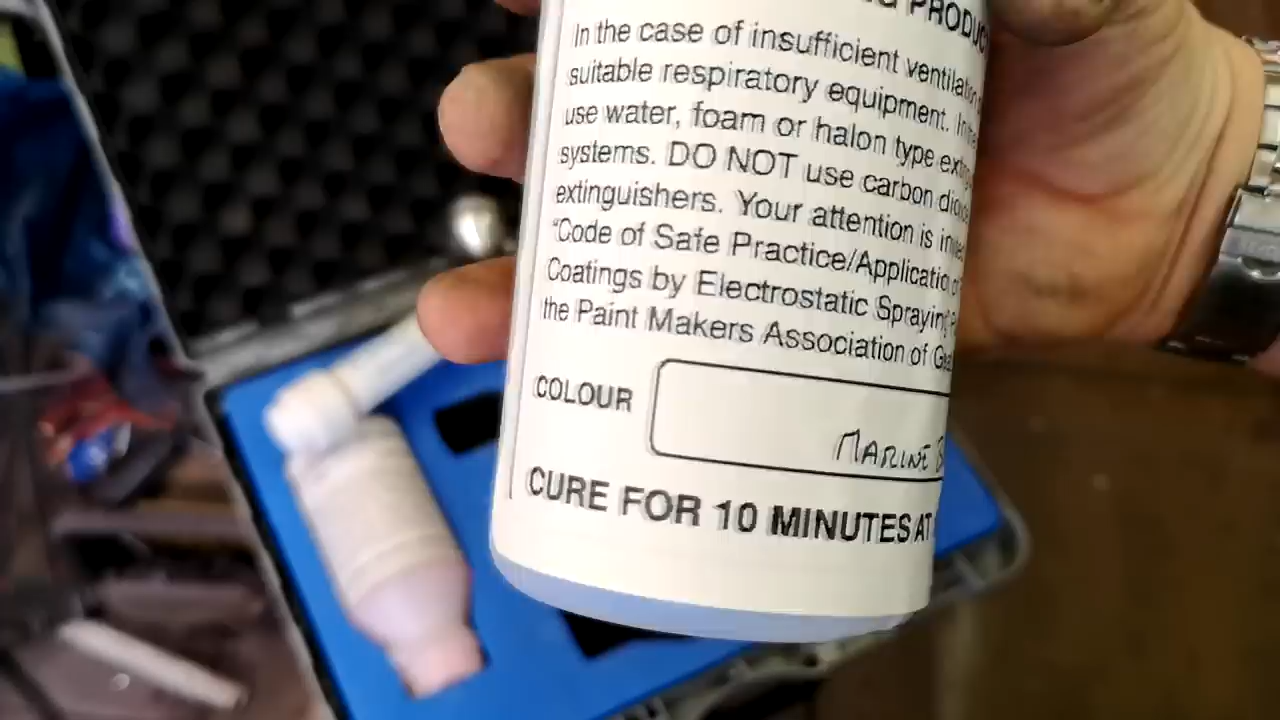 PRODUC
In the case of insufficient
suitable respiratory equipment.
use water, foam or halon type
systems. DO NOT use carbon
extinguishers. Your attention is
"Code of Safe Practice/Application
Coatings by Electrostatic Spraying
the Paint Makers Association of
COLOUR
MARINE
CURE FOR 10 MINUTES AT